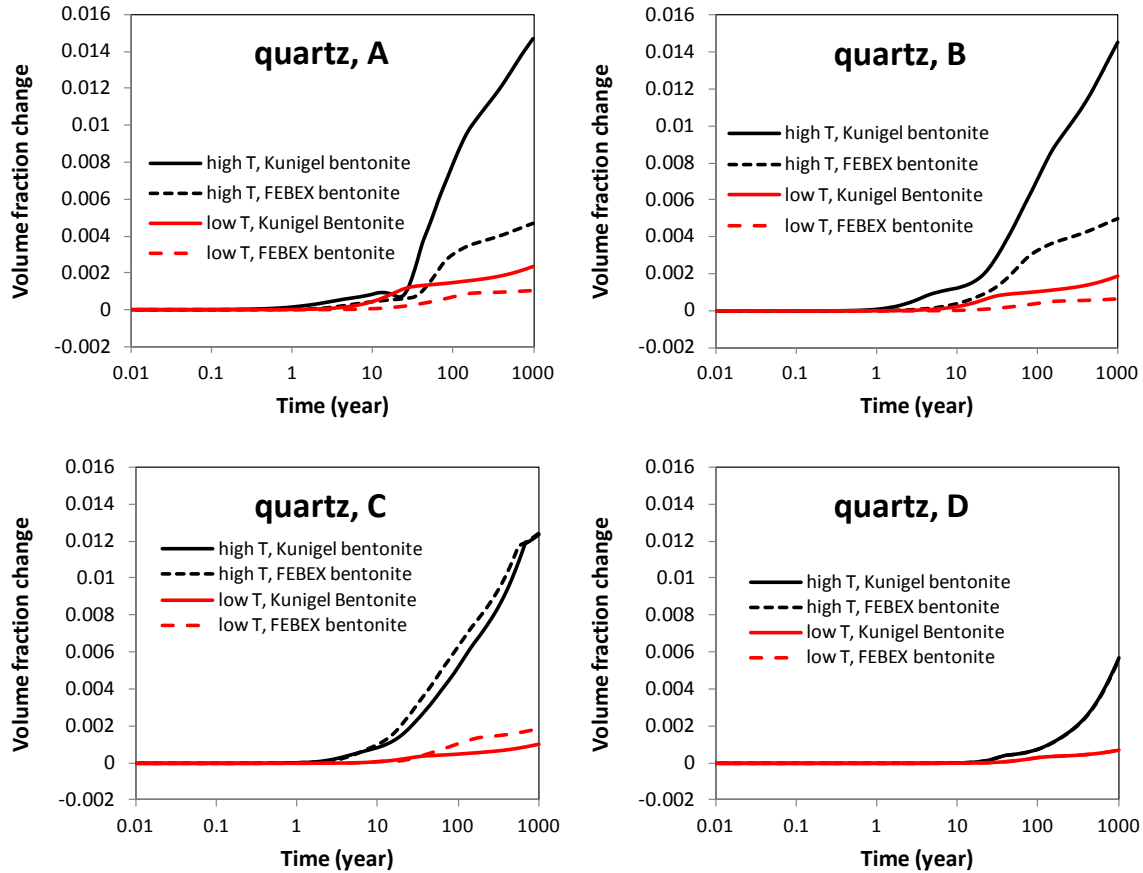 quartz, A
Volume fraction change
0.016
0.014
0.012
0.01
0.008
0.006
0.004
0.002
0
-0.002
high T, Kunigel bentonite
high T, FEBEX bentonite
low T, Kunigel Bentonite
low T, FEBEX bentonite
0.01 0.1 1 10 100 1000
Time (year)
quartz, B
Volume fraction change
0.016
0.014
0.012
0.01
0.008
0.006
0.004
0.002
0
-0.002
high T, Kunigel bentonite
high T, FEBEX bentonite
low T, Kunigel Bentonite
low T, FEBEX bentonite
0.01 0.1 1 10 100 1000
Time (year)
quartz, C
Volume fraction change
0.016
0.014
0.012
0.01
0.008
0.006
0.004
0.002
0
-0.002
high T, Kunigel bentonite
high T, FEBEX bentonite
low T, Kunigel Bentonite
low T, FEBEX bentonite
0.01 0.1 1 10 100 1000
Time (year)
quartz, D
Volume fraction change
0.016
0.014
0.012
0.01
0.008
0.006
0.004
0.002
0
-0.002
high T, Kunigel bentonite
high T, FEBEX bentonite
low T, Kunigel Bentonite
low T, FEBEX bentonite
0.01 0.1 1 10 100 1000
Time (year)